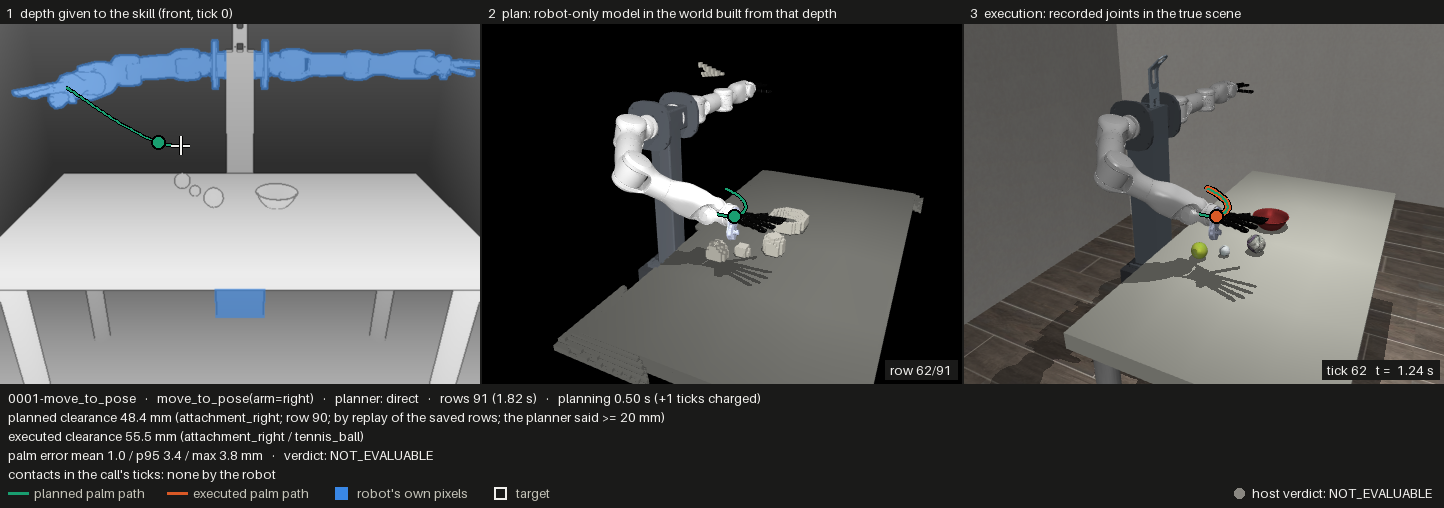 1 depth given to the skill (front, tick 0)
2 plan: robot-only model in the world built from that depth
3 execution: recorded joints in the true scene
row 62/91
tick 62 t = 1.24 s
0001-move_to_pose · move_to_pose(arm=right) · planner: direct · rows 91 (1.82 s) · planning 0.50 s (+1 ticks charged)
planned clearance 48.4 mm (attachment_right; row 90; by replay of the saved rows; the planner said >= 20 mm)
executed clearance 55.5 mm (attachment_right / tennis_ball)
palm error mean 1.0 / p95 3.4 / max 3.8 mm · verdict: NOT_EVALUABLE
contacts in the call's ticks: none by the robot
planned palm path executed palm path robot's own pixels target host verdict: NOT_EVALUABLE